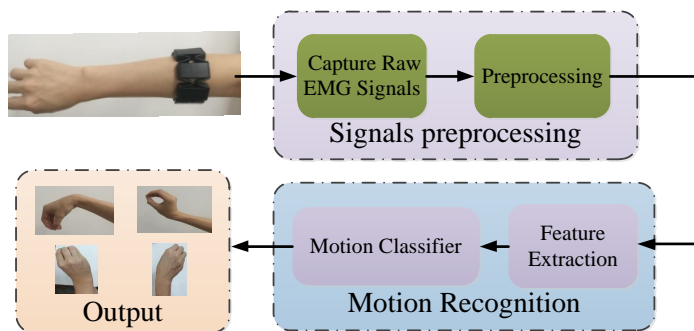 Capture Raw
EMG Signals
Preprocessing
Signals preprocessing
Feature
Extraction
Motion Classifier
Motion Recognition
Output